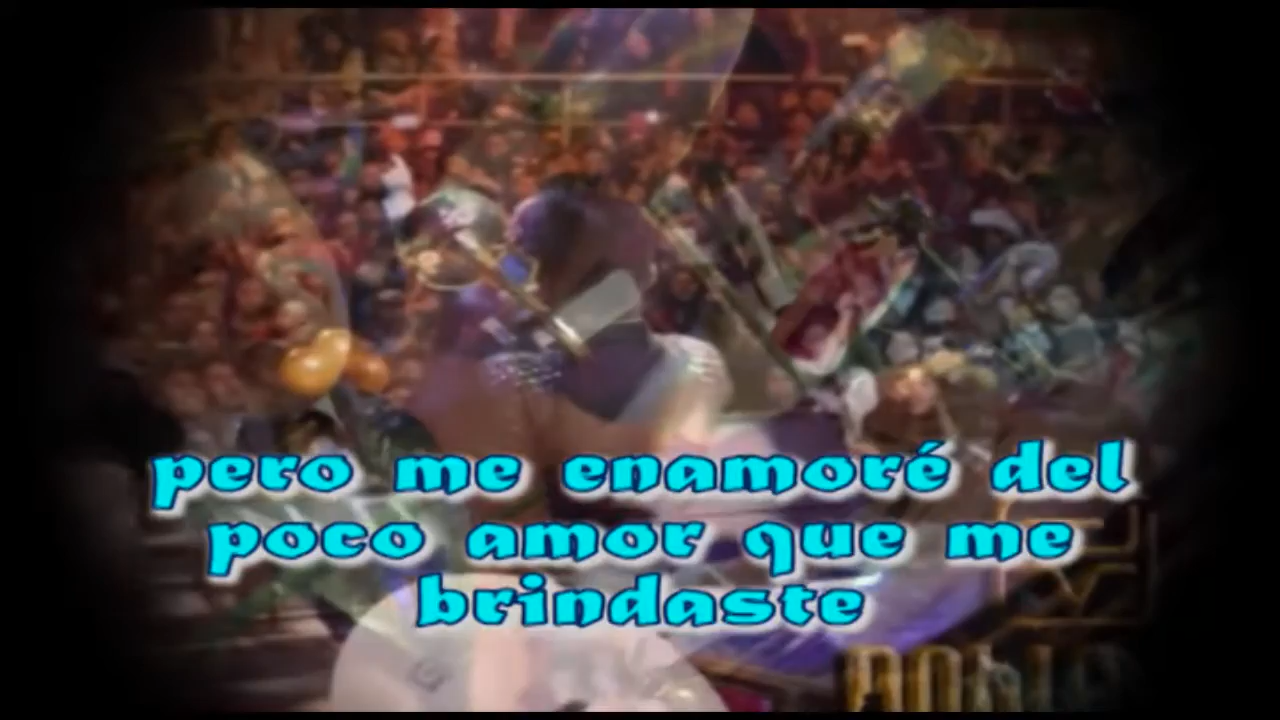 pero me enamoré del
poco amor que me
brindaste